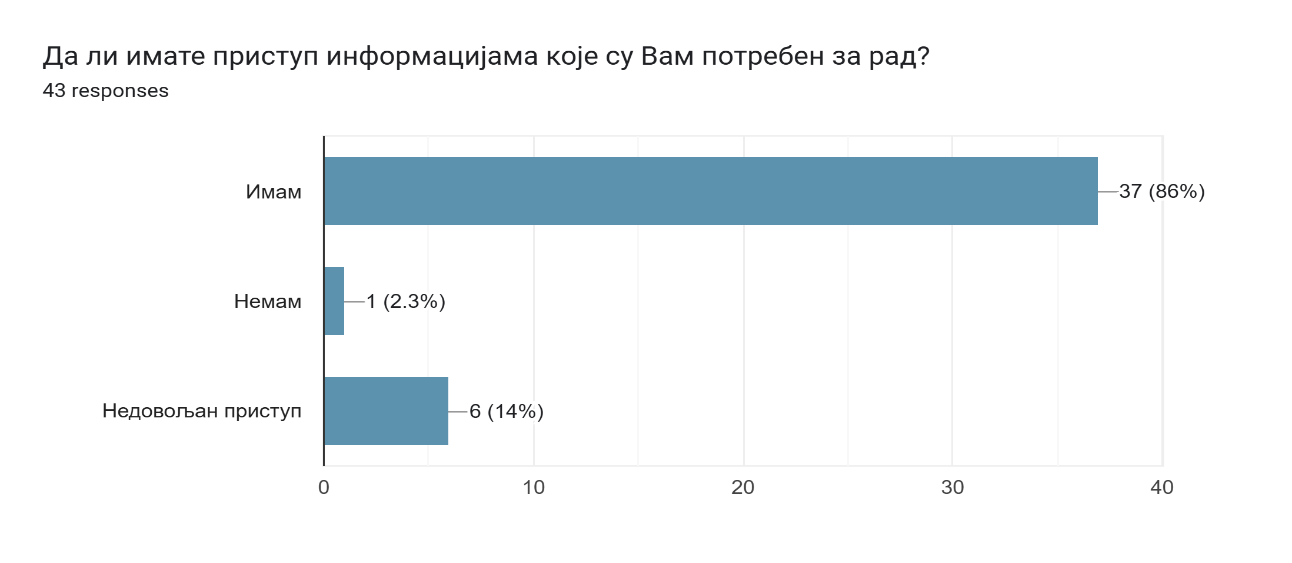 Да ли имате приступ информацијама које су Вам потребен за рад?
43 responses
Имам
37 (86%)
Немам
1 (2.3%)
Недовољан приступ
6 (14%)
0 10 20 30 40